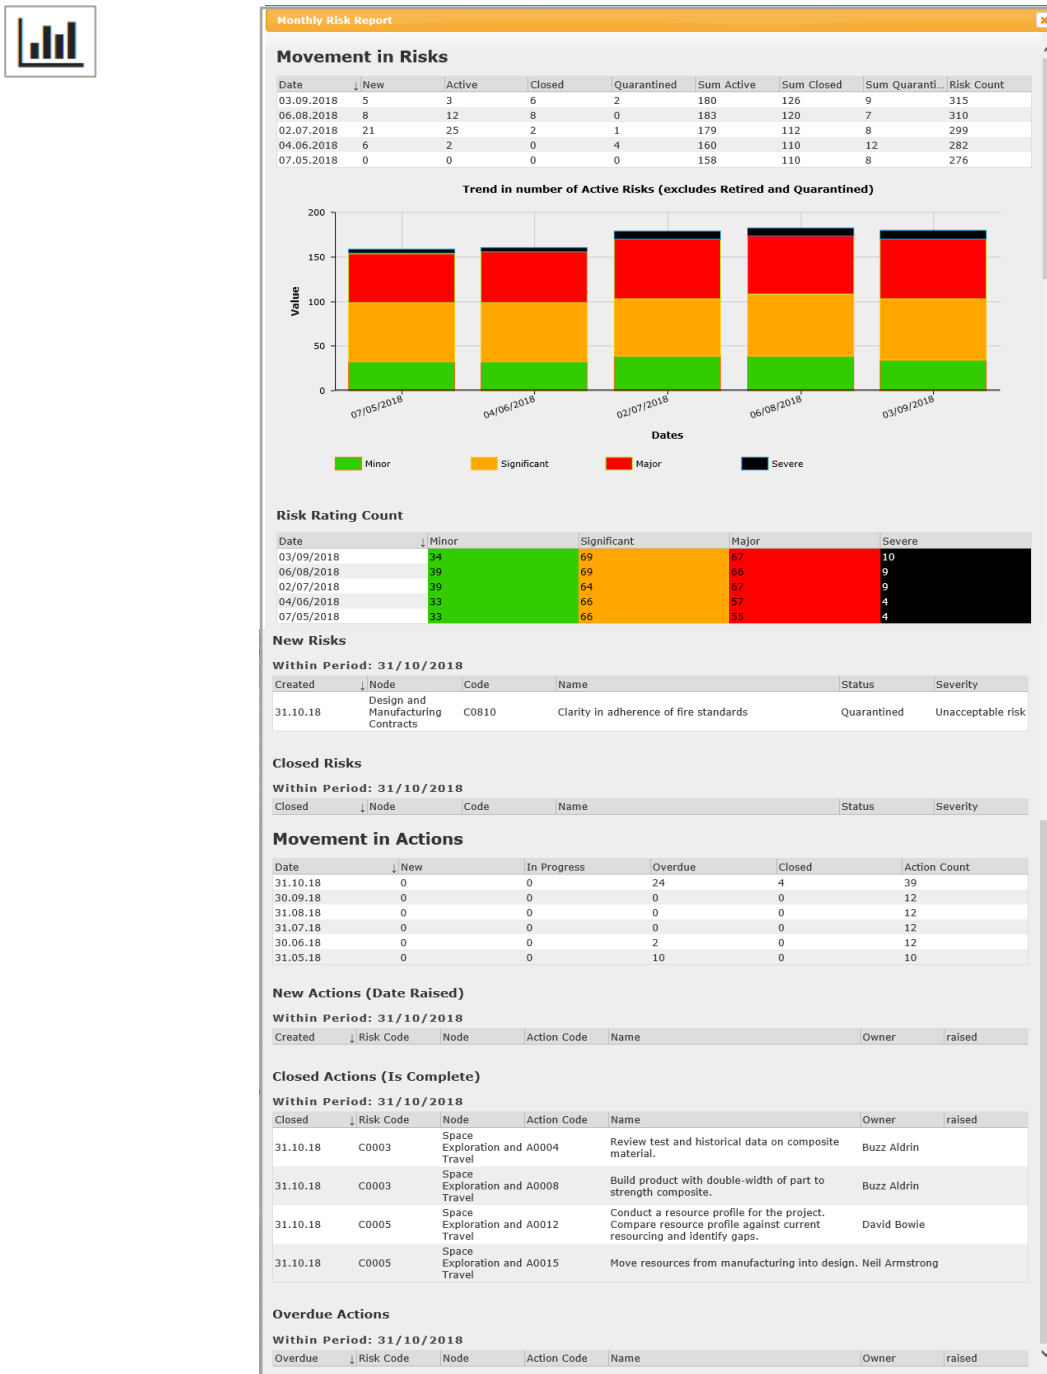 Monthly Risk Report
Movement in Risks
Date ↓ New Active Closed Quarantined Sum Active Sum Closed Sum Quaranti... Risk Count
03.09.2018 5 3 6 2 180 126 9 315
06.08.2018 8 12 8 0 183 120 7 310
02.07.2018 21 25 2 1 179 112 8 299
04.06.2018 6 2 0 4 160 110 12 282
07.05.2018 0 0 0 0 158 110 8 276
Trend in number of Active Risks (excludes Retired and Quarantined)
200
150
100
50
0
Value
07/05/2018 04/06/2018 02/07/2018 06/08/2018 03/09/2018
Dates
Minor Significant Major Severe
Risk Rating Count
Date ↓ Minor Significant Major Severe
03/09/2018 34 69 67 10
06/08/2018 39 69 66 9
02/07/2018 39 64 67 9
04/06/2018 33 66 57 4
07/05/2018 33 66 55 4
New Risks
Within Period: 31/10/2018
Created ↓ Node Code Name Status Severity
31.10.18 Design and Manufacturing Contracts C0810 Clarity in adherence of fire standards Quarantined Unacceptable risk
Closed Risks
Within Period: 31/10/2018
Closed ↓ Node Code Name Status Severity
Movement in Actions
Date ↓ New In Progress Overdue Closed Action Count
31.10.18 0 0 24 4 39
30.09.18 0 0 0 0 12
31.08.18 0 0 0 0 12
31.07.18 0 0 0 0 12
30.06.18 0 0 2 0 12
31.05.18 0 0 10 0 10
New Actions (Date Raised)
Within Period: 31/10/2018
Created ↓ Risk Code Node Action Code Name Owner raised
Closed Actions (Is Complete)
Within Period: 31/10/2018
Closed ↓ Risk Code Node Action Code Name Owner raised
31.10.18 C0003 Space Exploration and Travel A0004 Review test and historical data on composite material. Buzz Aldrin
31.10.18 C0003 Space Exploration and Travel A0008 Build product with double-width of part to strength composite. Buzz Aldrin
31.10.18 C0005 Space Exploration and Travel A0012 Conduct a resource profile for the project. Compare resource profile against current resourcing and identify gaps. David Bowie
31.10.18 C0005 Space Exploration and Travel A0015 Move resources from manufacturing into design. Neil Armstrong
Overdue Actions
Within Period: 31/10/2018
Overdue ↓ Risk Code Node Action Code Name Owner raised